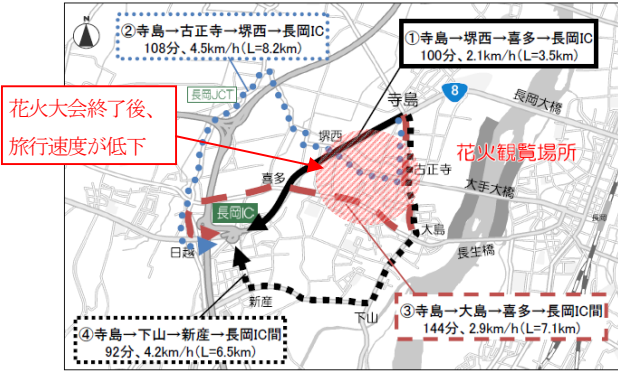 ②寺島→古正寺→堺西→長岡IC
108分、4.5km/h(L=8.2km)
①寺島→堺西→喜多→長岡IC
100分、2.1km/h(L=3.5km)
長岡JCT
8
寺島
長岡大橋
花火大会終了後、
旅行速度が低下
堺西
花火観覧場所
喜多
古正寺
大手大橋
長岡IC
長岡
大島
日越
長生橋
新産
下山
③寺島→大島→喜多→長岡IC間
144分、2.9km/h(L=7.1km)
④寺島→下山→新産→長岡IC間
92分、4.2km/h(L=6.5km)